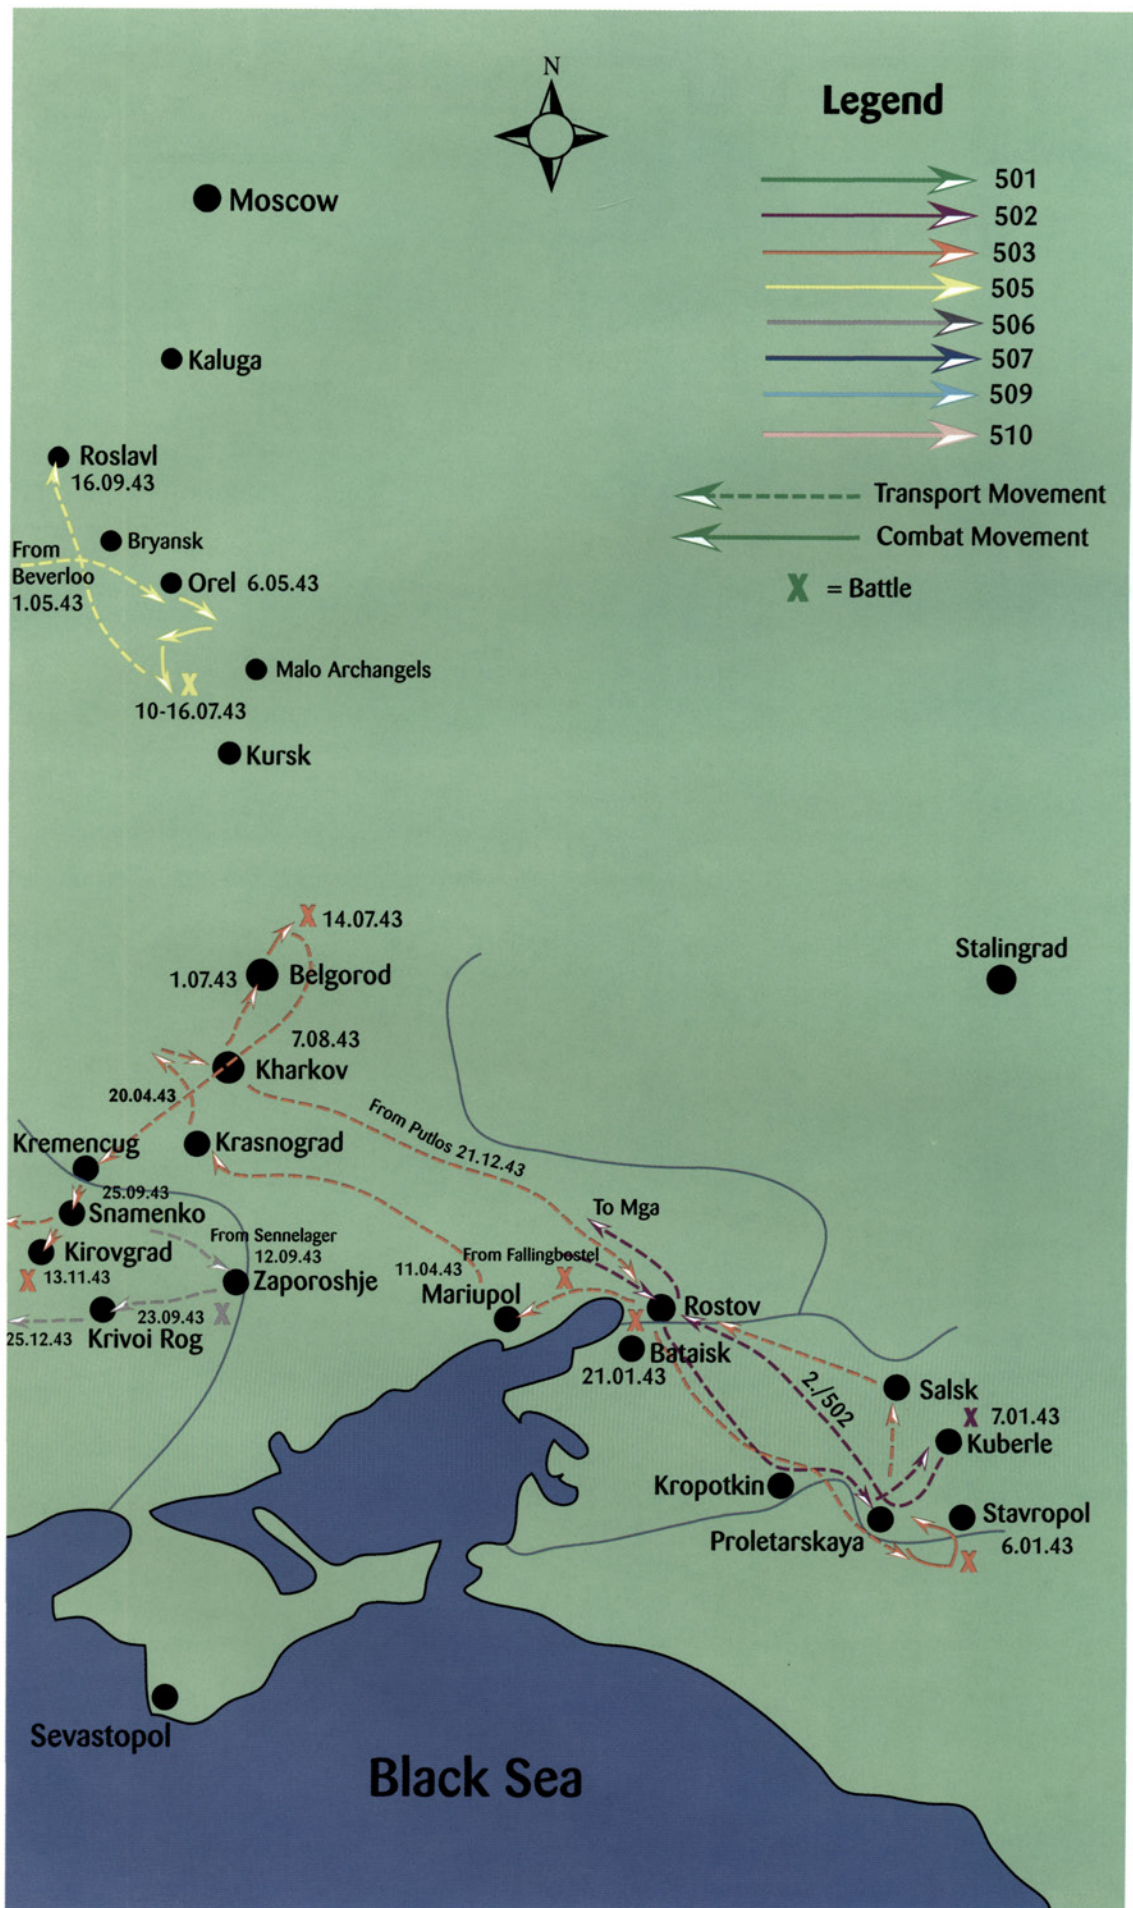 N
Legend
501
502
503
505
506
507
509
510
Transport Movement
Combat Movement
X = Battle
Moscow
Kaluga
Roslavl
16.09.43
Bryansk
From
Beverloo
1.05.43
Orel 6.05.43
Malo Archangels
X
10-16.07.43
Kursk
X 14.07.43
1.07.43
Belgorod
Stalingrad
7.08.43
Kharkov
20.04.43
From Putlos 21.12.43
Kremencug
Krasnograd
25.09.43
Snamenko
To Mga
From Sennelager
12.09.43
Kirovgrad
X 13.11.43
Zaporoshje
11.04.43
From Fallingbostel
X
Mariupol
Rostov
23.09.43
X
Krivoi Rog
25.12.43
X
Bataisk
21.01.43
2./502
Salsk
X 7.01.43
Kuberle
Kropotkin
Stavropol
6.01.43
Proletarskaya
X
Sevastopol
Black Sea